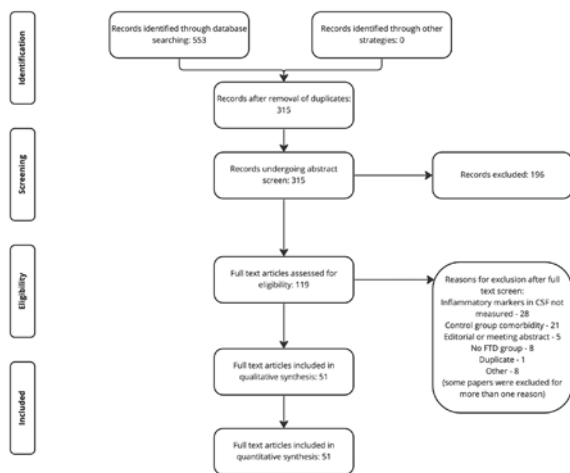 Identification
Records identified through database
searching: 553
Records identified through other
strategies: 0
Records after removal of duplicates:
315
Screening
Records undergoing abstract
screen: 315
Records excluded: 196
Eligibility
Full text articles assessed for
eligibility: 119
Reasons for exclusion after full
text screen:
Inflammatory markers in CSF not
measured - 28
Control group comorbidity - 21
Editorial or meeting abstract - 5
No FTD group - 8
Duplicate - 1
Other - 8
(some papers were excluded for
more than one reason)
Included
Full text articles included in
qualitative synthesis: 51
Full text articles included in
quantitative synthesis: 51